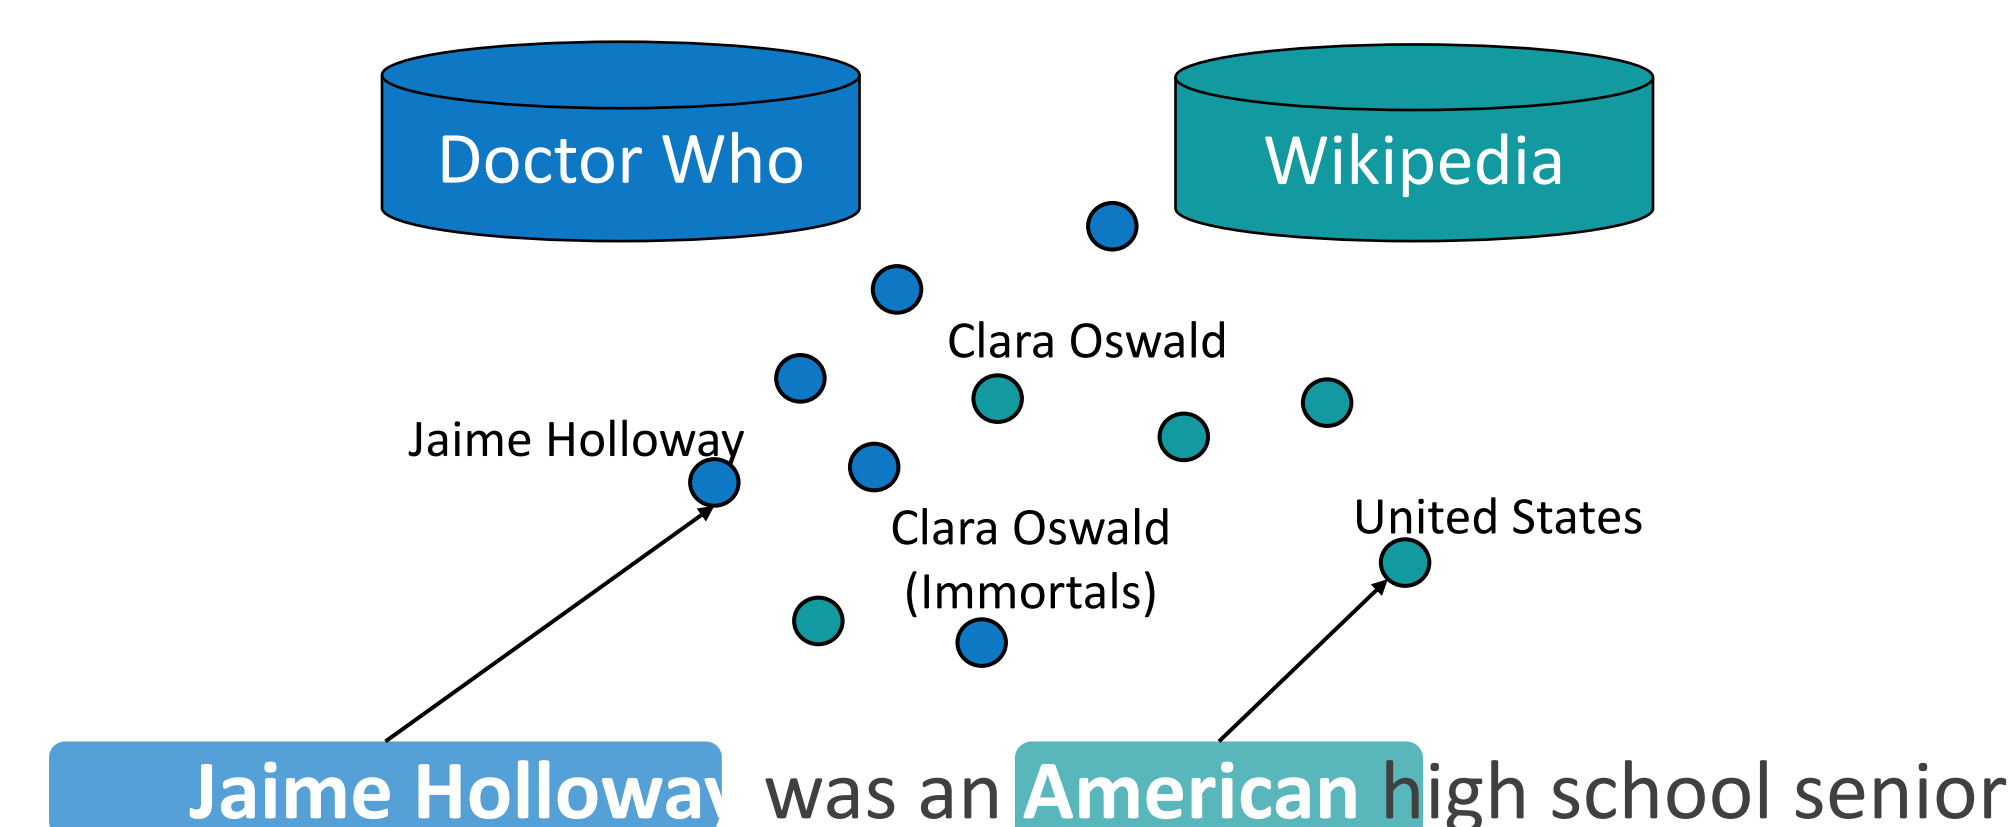 Doctor Who
Wikipedia
Clara Oswald
Jaime Holloway
Clara Oswald
(Immortals)
United States
Jaime Holloway was an American high school senior